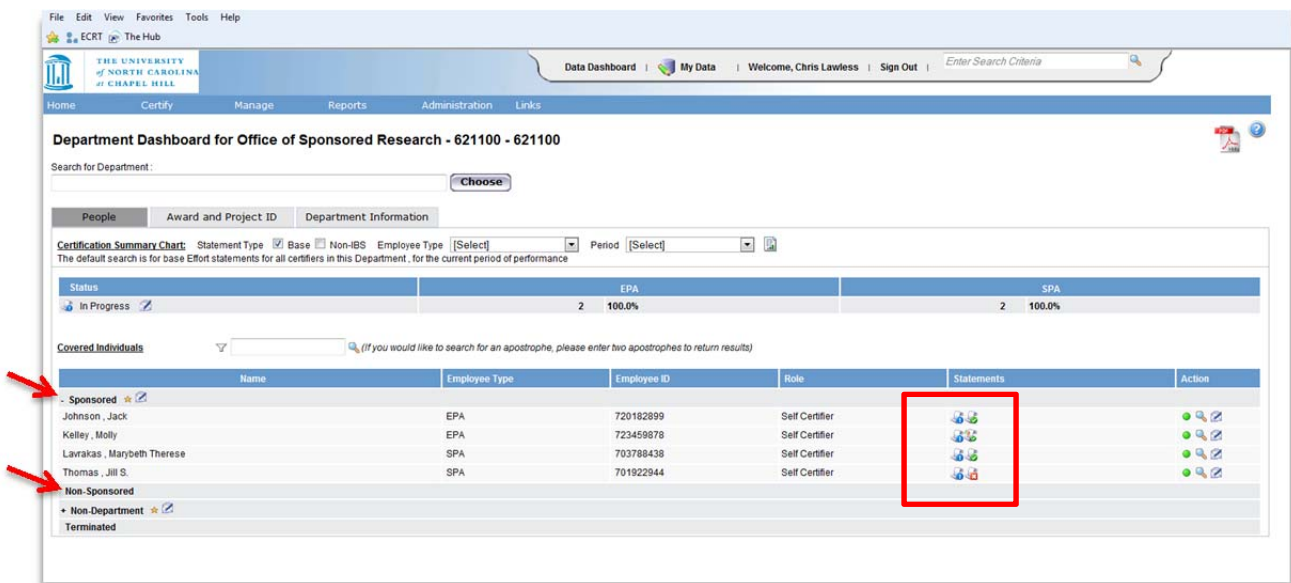 File Edit View Favorites Tools Help
ECRT The Hub
THE UNIVERSITY
of NORTH CAROLINA
at CHAPEL HILL
Data Dashboard | My Data | Welcome, Chris Lawless | Sign Out | Enter Search Criteria
Home Certify Manage Reports Administration Links
Department Dashboard for Office of Sponsored Research - 621100 - 621100
Search for Department :
Choose
People Award and Project ID Department Information
Certification Summary Chart: Statement Type Base Non-IBS Employee Type [Select] Period [Select]
The default search is for base Effort statements for all certifiers in this Department , for the current period of performance
Status EPA SPA
In Progress 2 100.0% 2 100.0%
Covered Individuals (If you would like to search for an apostrophe, please enter two apostrophes to return results)
Name Employee Type Employee ID Role Statements Action
- Sponsored
Johnson , Jack EPA 720182899 Self Certifier
Kelley , Molly EPA 723459878 Self Certifier
Lavrakas , Marybeth Therese SPA 703788438 Self Certifier
Thomas , Jill S. SPA 701922944 Self Certifier
Non-Sponsored
+ Non-Department
Terminated